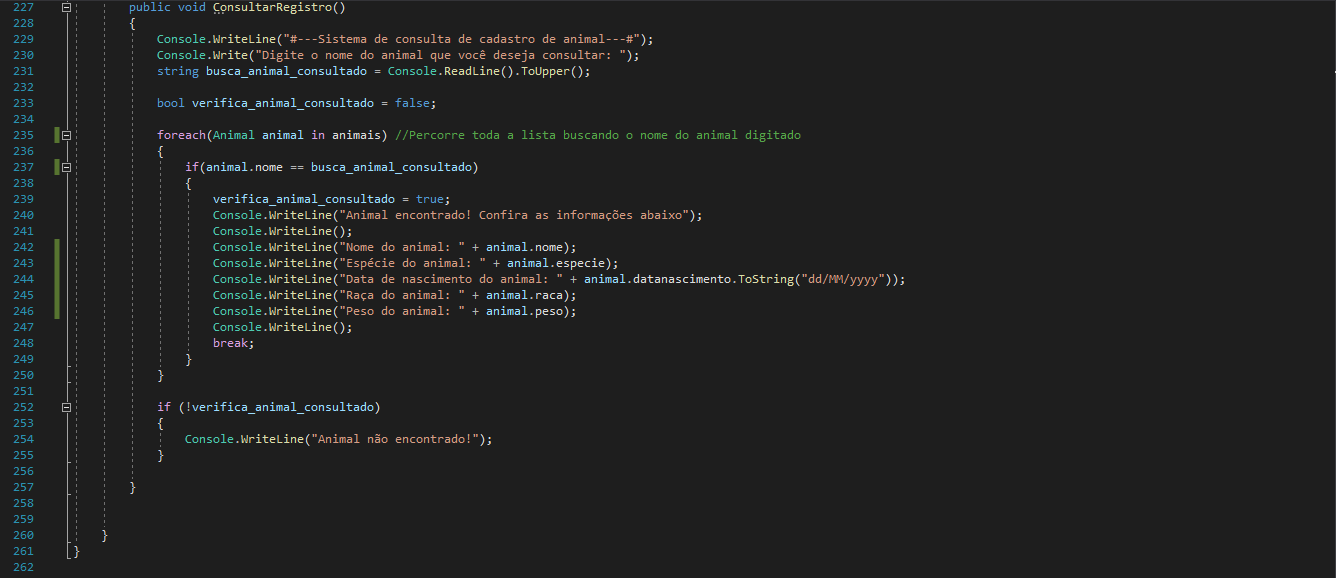 227 public void ConsultarRegistro()
228 {
229 Console.WriteLine("#---Sistema de consulta de cadastro de animal---#");
230 Console.Write("Digite o nome do animal que você deseja consultar: ");
231 string busca_animal_consultado = Console.ReadLine().ToUpper();
232
233 bool verifica_animal_consultado = false;
234
235 foreach(Animal animal in animais) //Percorre toda a lista buscando o nome do animal digitado
236 {
237 if(animal.nome == busca_animal_consultado)
238 {
239 verifica_animal_consultado = true;
240 Console.WriteLine("Animal encontrado! Confira as informações abaixo");
241 Console.WriteLine();
242 Console.WriteLine("Nome do animal: " + animal.nome);
243 Console.WriteLine("Espécie do animal: " + animal.especie);
244 Console.WriteLine("Data de nascimento do animal: " + animal.datanascimento.ToString("dd/MM/yyyy"));
245 Console.WriteLine("Raça do animal: " + animal.raca);
246 Console.WriteLine("Peso do animal: " + animal.peso);
247 Console.WriteLine();
248 break;
249 }
250 }
251
252 if (!verifica_animal_consultado)
253 {
254 Console.WriteLine("Animal não encontrado!");
255 }
256
257 }
258
259
260 }
261 }
262